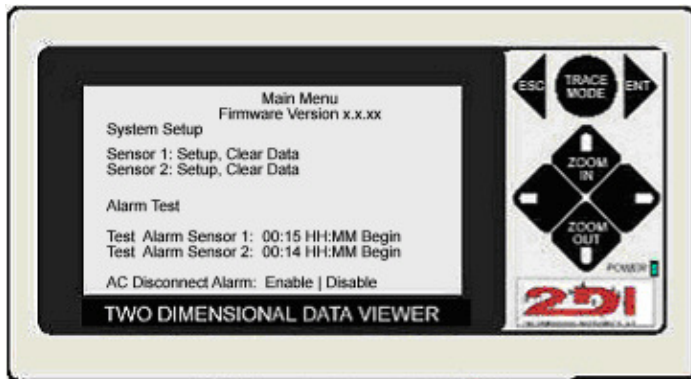 Main Menu
Firmware Version x.x.xx
System Setup
Sensor 1: Setup, Clear Data
Sensor 2: Setup, Clear Data
Alarm Test
Test Alarm Sensor 1: 00:15 HH:MM Begin
Test Alarm Sensor 2: 00:14 HH:MM Begin
AC Disconnect Alarm: Enable | Disable
TWO DIMENSIONAL DATA VIEWER
ESC
TRACE
MODE
ENT
ZOOM
IN
ZOOM
OUT
POWER
2DI